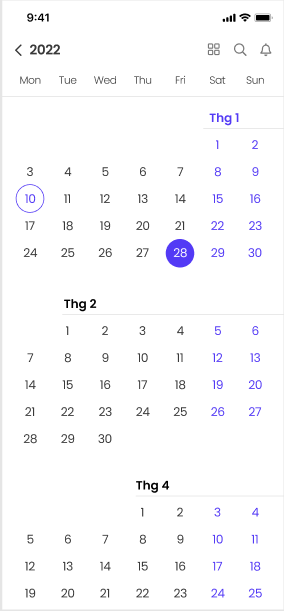 9:41
2022
Mon Tue Wed Thu Fri Sat Sun
Thg 1
1 2
3 4 5 6 7 8 9
10 11 12 13 14 15 16
17 18 19 20 21 22 23
24 25 26 27 28 29 30
Thg 2
1 2 3 4 5 6
7 8 9 10 11 12 13
14 15 16 17 18 19 20
21 22 23 24 25 26 27
28 29 30
Thg 4
1 2 3 4
5 6 7 8 9 10 11
12 13 14 15 16 17 18
19 20 21 22 23 24 25